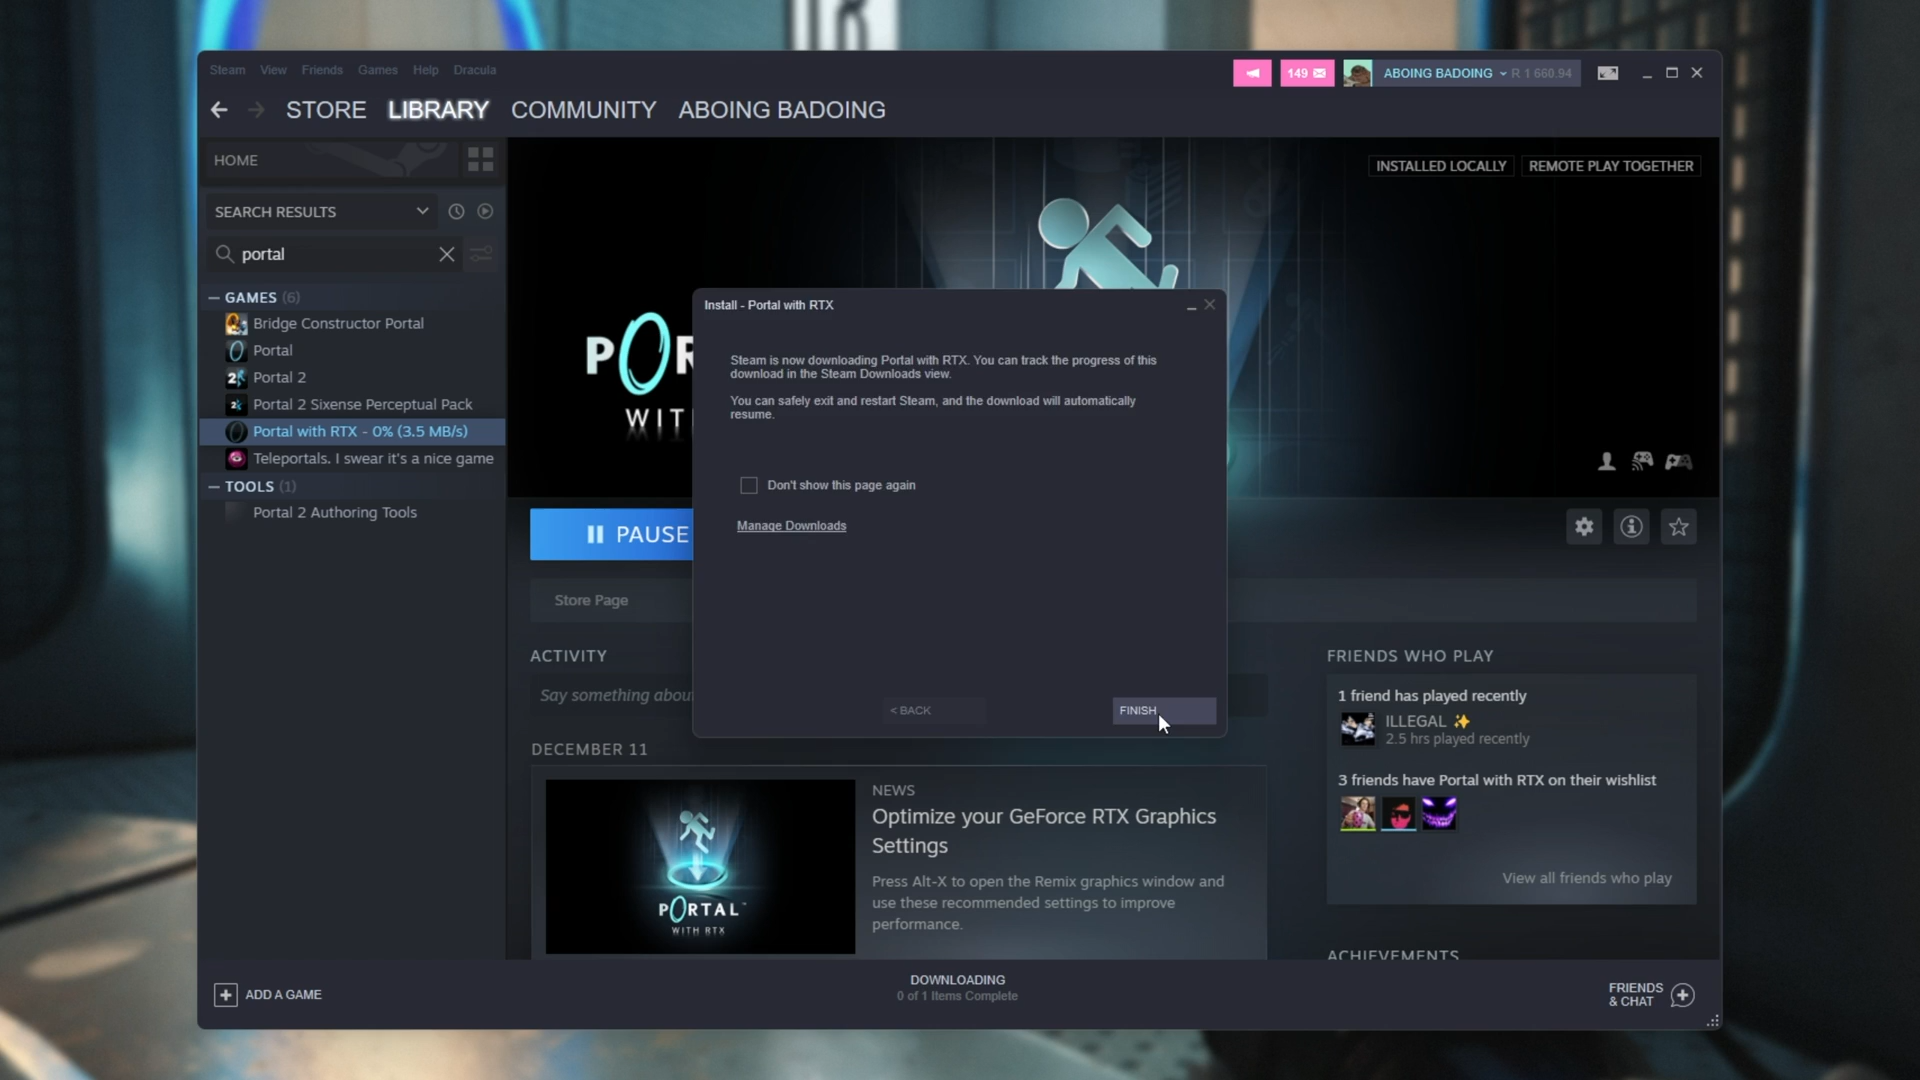 Steam View Friends Games Help Dracula
149
ABOING BADOING R 1 660.94
STORE LIBRARY COMMUNITY ABOING BADOING
HOME
INSTALLED LOCALLY
REMOTE PLAY TOGETHER
SEARCH RESULTS
portal
GAMES (6)
Bridge Constructor Portal
Portal
Portal 2
Portal 2 Sixense Perceptual Pack
Portal with RTX - 0% (3.5 MB/s)
Teleportals. I swear it's a nice game
TOOLS (1)
Portal 2 Authoring Tools
Install - Portal with RTX
Steam is now downloading Portal with RTX. You can track the progress of this
download in the Steam Downloads view.
You can safely exit and restart Steam, and the download will automatically
resume.
Don't show this page again
Manage Downloads
< BACK
FINISH
PAUSE
Store Page
ACTIVITY
Say something
DECEMBER 11
PORTAL
WITH RTX
NEWS
Optimize your GeForce RTX Graphics
Settings
Press Alt-X to open the Remix graphics window and
use these recommended settings to improve
performance.
FRIENDS WHO PLAY
1 friend has played recently
ILLEGAL ✨
2.5 hrs played recently
3 friends have Portal with RTX on their wishlist
View all friends who play
ACHIEVEMENTS
ADD A GAME
DOWNLOADING
0 of 1 Items Complete
FRIENDS
& CHAT